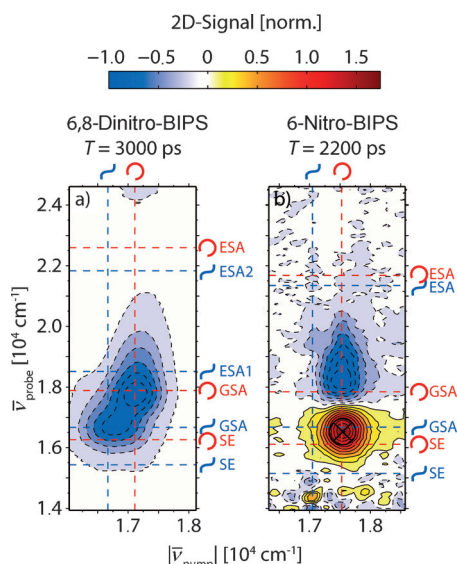 2D-Signal [norm.]
−1.0 −0.5 0 0.5 1.0 1.5
6,8-Dinitro-BIPS
T = 3000 ps
6-Nitro-BIPS
T = 2200 ps
a)
b)
2.4
2.2
2.0
1.8
1.6
1.4
ν̄probe [10⁴ cm⁻¹]
ESA
ESA2
ESA1
GSA
GSA
SE
SE
ESA
ESA
GSA
GSA
SE
SE
1.7 1.8
1.7 1.8
|ν̄pump| [10⁴ cm⁻¹]